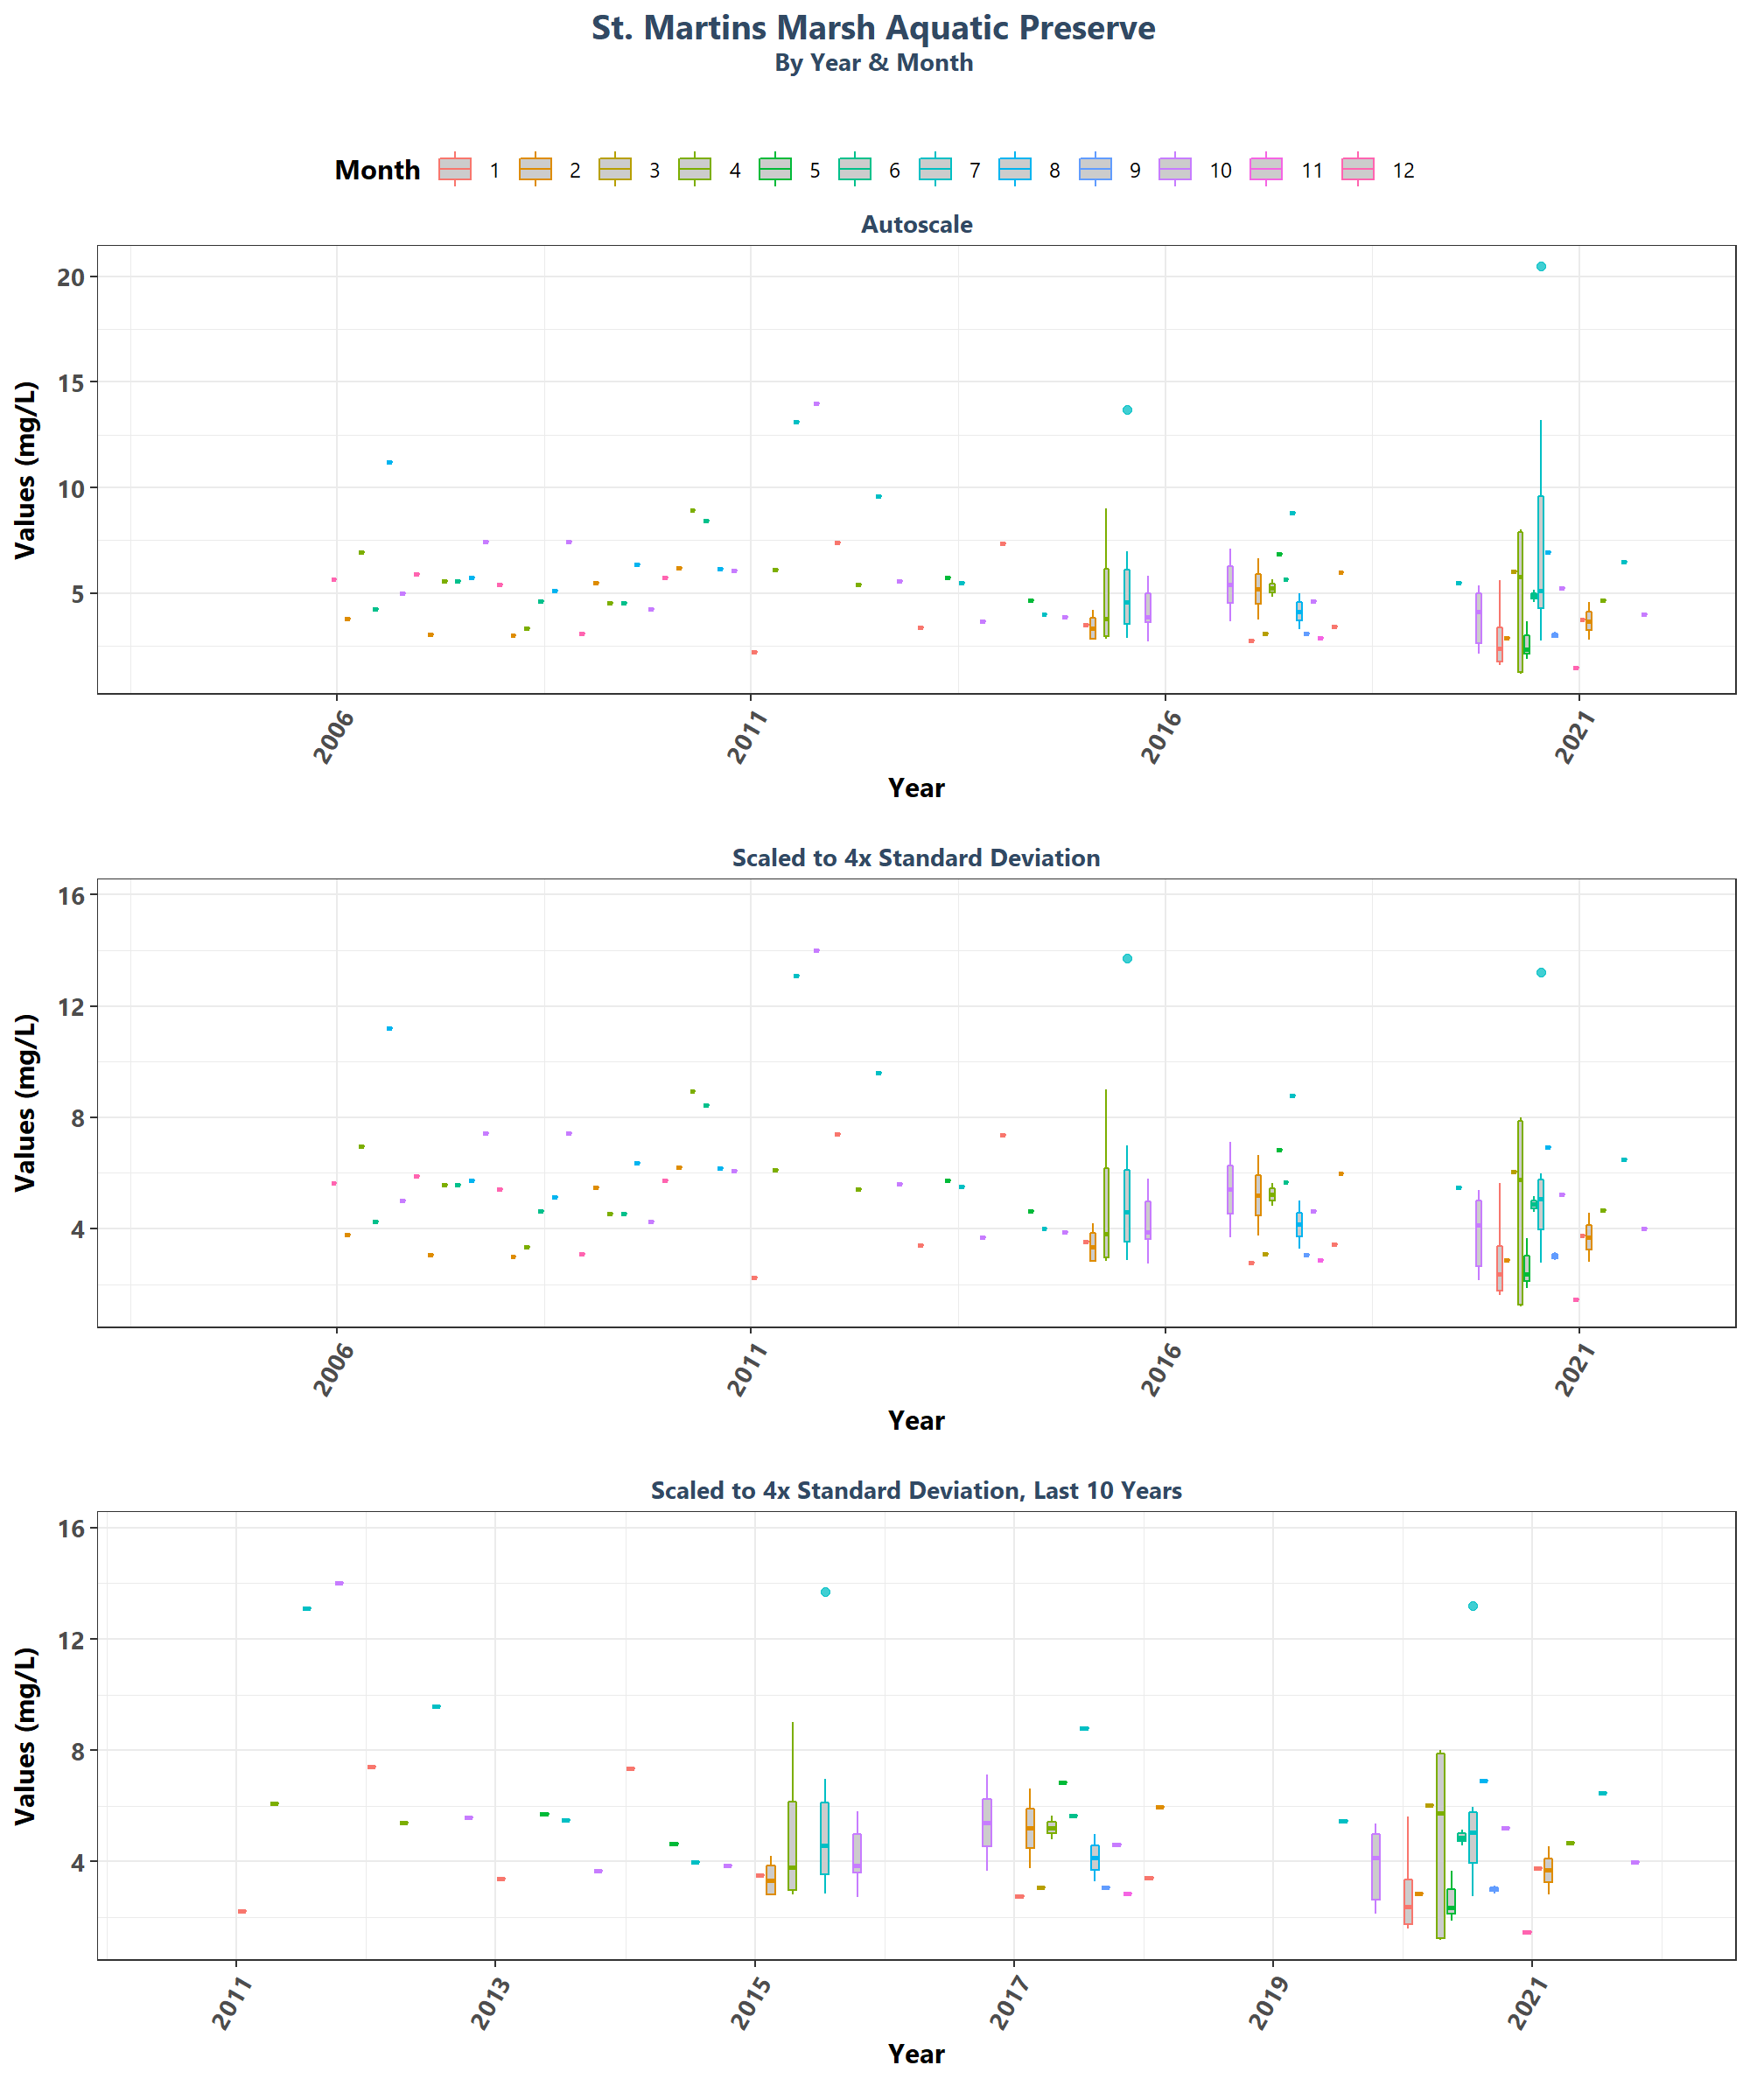 St. Martins Marsh Aquatic Preserve
By Year & Month
Month 1 2 3 4 5 6 7 8 9 10 11 12
Autoscale
20
15
10
5
Values (mg/L)
2006 2011 2016 2021
Year
Scaled to 4x Standard Deviation
16
12
8
4
Values (mg/L)
2006 2011 2016 2021
Year
Scaled to 4x Standard Deviation, Last 10 Years
16
12
8
4
Values (mg/L)
2011 2013 2015 2017 2019 2021
Year